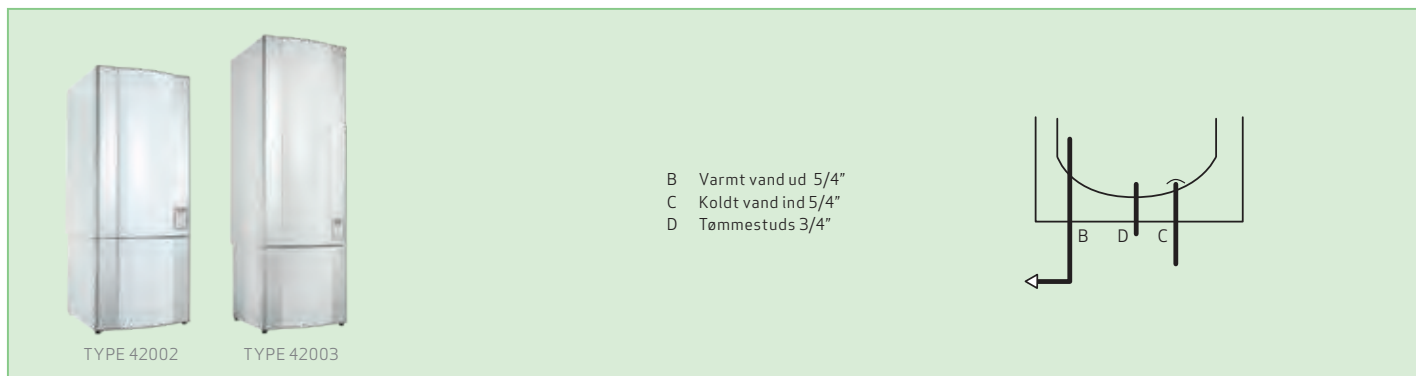 B Varmt vand ud 5/4"
C Koldt vand ind 5/4"
D Tømmestuds 3/4"
B D C
TYPE 42002 TYPE 42003